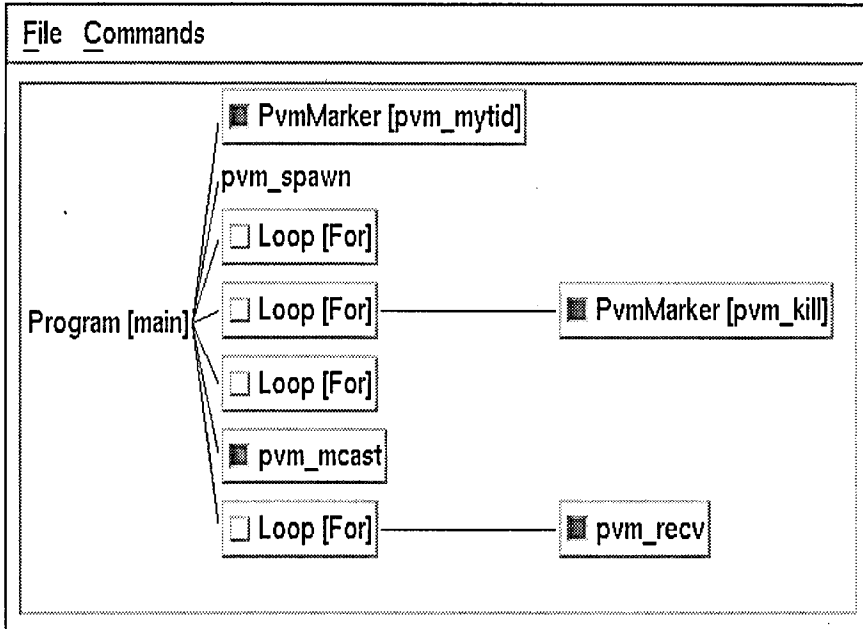 File Commands
PvmMarker [pvm_mytid]
pvm_spawn
Loop [For]
Program [main] Loop [For] PvmMarker [pvm_kill]
Loop [For]
pvm_mcast
Loop [For] pvm_recv